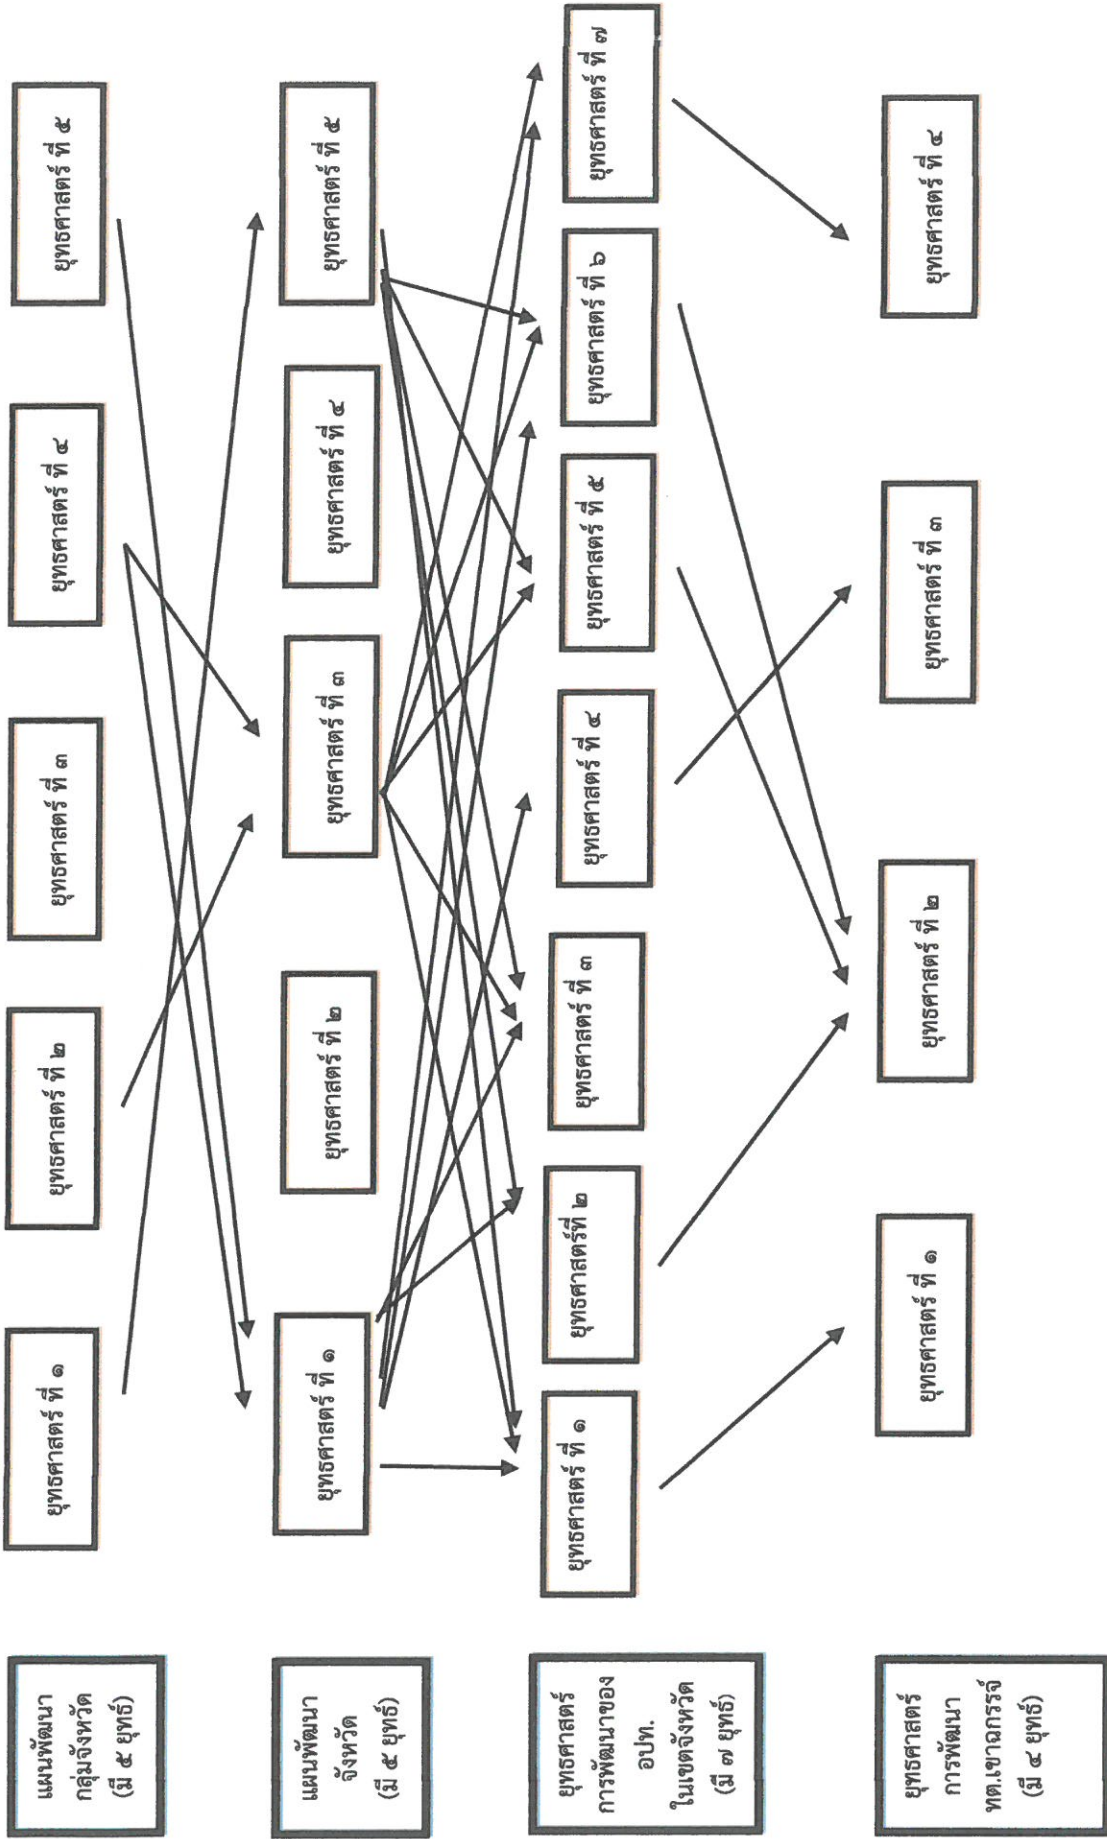 แผนพัฒนา
กลุ่มจังหวัด
(มี ๕ ยุทธ์)
ยุทธศาสตร์ ที่ ๑
ยุทธศาสตร์ ที่ ๒
ยุทธศาสตร์ ที่ ๓
ยุทธศาสตร์ ที่ ๔
ยุทธศาสตร์ ที่ ๕
แผนพัฒนา
จังหวัด
(มี ๕ ยุทธ์)
ยุทธศาสตร์ ที่ ๑
ยุทธศาสตร์ ที่ ๒
ยุทธศาสตร์ ที่ ๓
ยุทธศาสตร์ ที่ ๔
ยุทธศาสตร์ ที่ ๕
ยุทธศาสตร์
การพัฒนาของ
อปท.
ในเขตจังหวัด
(มี ๗ ยุทธ์)
ยุทธศาสตร์ ที่ ๑
ยุทธศาสตร์ที่ ๒
ยุทธศาสตร์ ที่ ๓
ยุทธศาสตร์ ที่ ๔
ยุทธศาสตร์ ที่ ๕
ยุทธศาสตร์ ที่ ๖
ยุทธศาสตร์ ที่ ๗
ยุทธศาสตร์
การพัฒนา
ทต.เขาฉกรรจ์
(มี ๔ ยุทธ์)
ยุทธศาสตร์ ที่ ๑
ยุทธศาสตร์ ที่ ๒
ยุทธศาสตร์ ที่ ๓
ยุทธศาสตร์ ที่ ๔